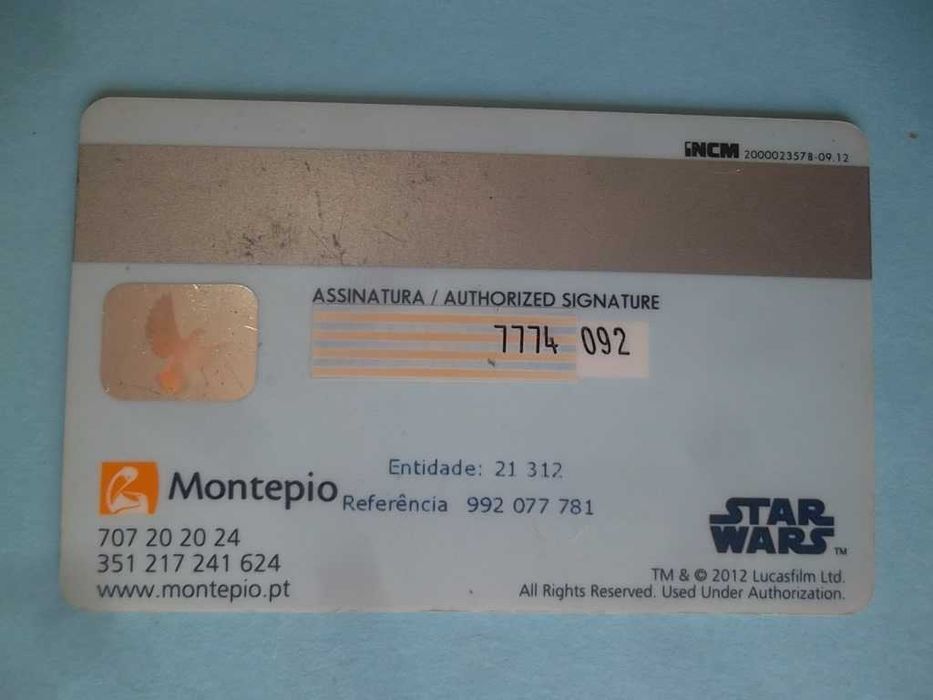 iNCM 2000023578-09.12
ASSINATURA / AUTHORIZED SIGNATURE
7774 092
Entidade: 21 312
Montepio Referência 992 077 781
707 20 20 24
351 217 241 624
www.montepio.pt
STAR WARS TM
TM & © 2012 Lucasfilm Ltd.
All Rights Reserved. Used Under Authorization.